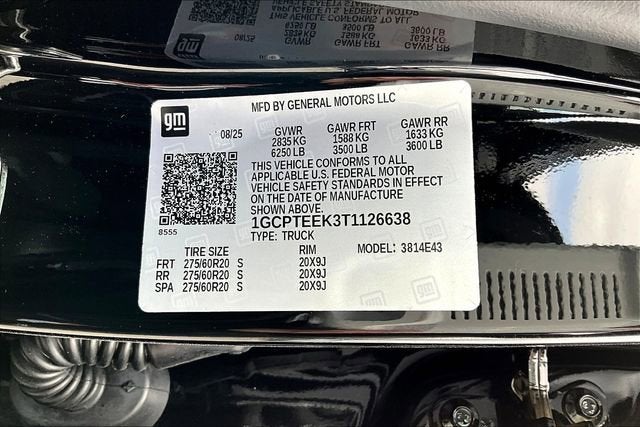 MFD BY GENERAL MOTORS LLC
gm
08/25
GVWR GAWR FRT GAWR RR
2835 KG 1588 KG 1633 KG
6250 LB 3500 LB 3600 LB
THIS VEHICLE CONFORMS TO ALL
APPLICABLE U.S. FEDERAL MOTOR
VEHICLE SAFETY STANDARDS IN EFFECT
ON THE DATE OF MANUFACTURE
SHOWN ABOVE.
8555
1GCPTEEK3T1126638
TYPE: TRUCK
TIRE SIZE RIM MODEL: 3814E43
FRT 275/60R20 S 20X9J
RR 275/60R20 S 20X9J
SPA 275/60R20 S 20X9J